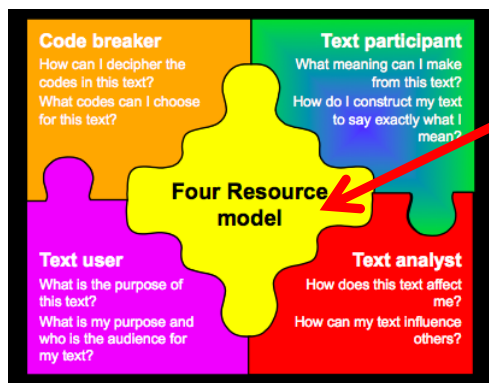 Code breaker
How can I decipher the
codes in this text?
What codes can I choose
for this text?
Text participant
What meaning can I make
from this text?
How do I construct my text
to say exactly what I
mean?
Four Resource
model
Text user
What is the purpose of
this text?
What is my purpose and
who is the audience for
my text?
Text analyst
How does this text affect
me?
How can my text influence
others?